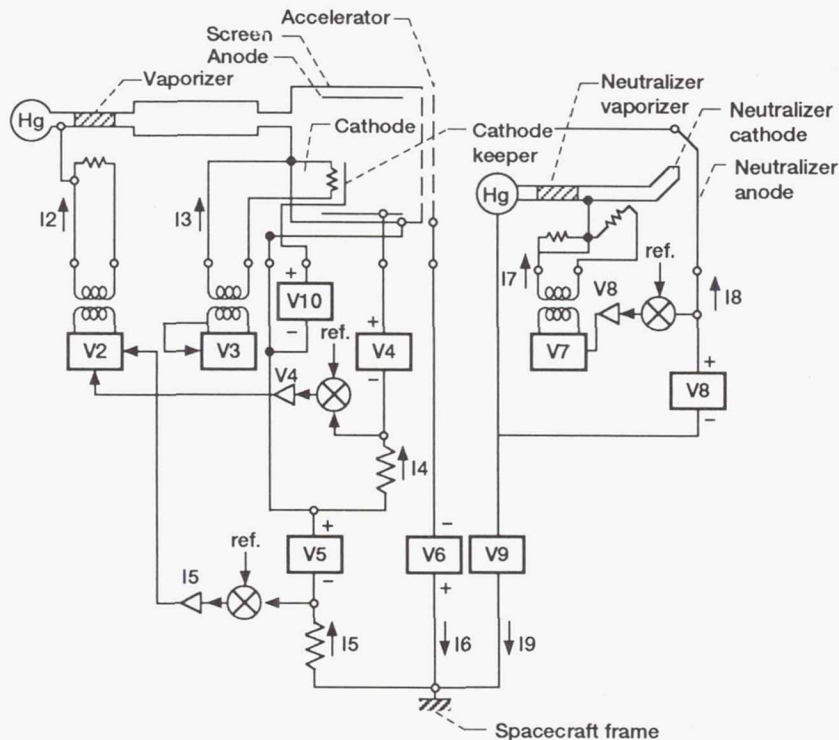 Accelerator
Screen
Anode
Vaporizer
Hg
Cathode
Cathode
keeper
Neutralizer
vaporizer
Neutralizer
cathode
Neutralizer
anode
Hg
I2
I3
I7
V8
ref.
I8
+
V10
–
V2
V3
ref.
+
V4
–
V7
+
V8
–
V4
I4
ref.
+
V5
–
–
V6
+
V9
I5
I5
I6
I9
Spacecraft frame